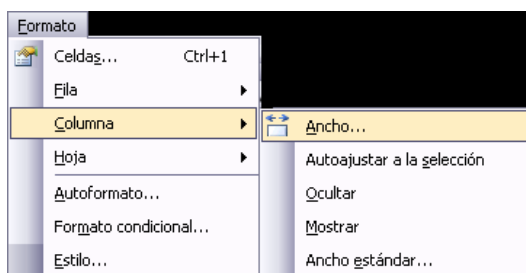 Formato
Celdas... Ctrl+1
Fila
Columna
Hoja
Autoformato...
Formato condicional...
Estilo...
Ancho...
Autoajustar a la selección
Ocultar
Mostrar
Ancho estándar...